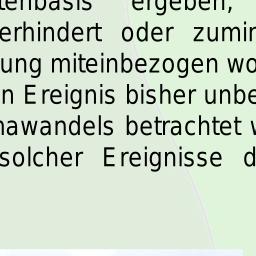 tenbasis ergeben,
erhindert oder zumin
ung miteinbezogen wo
n Ereignis bisher unbe
nawandels betrachtet w
solcher Ereignisse d